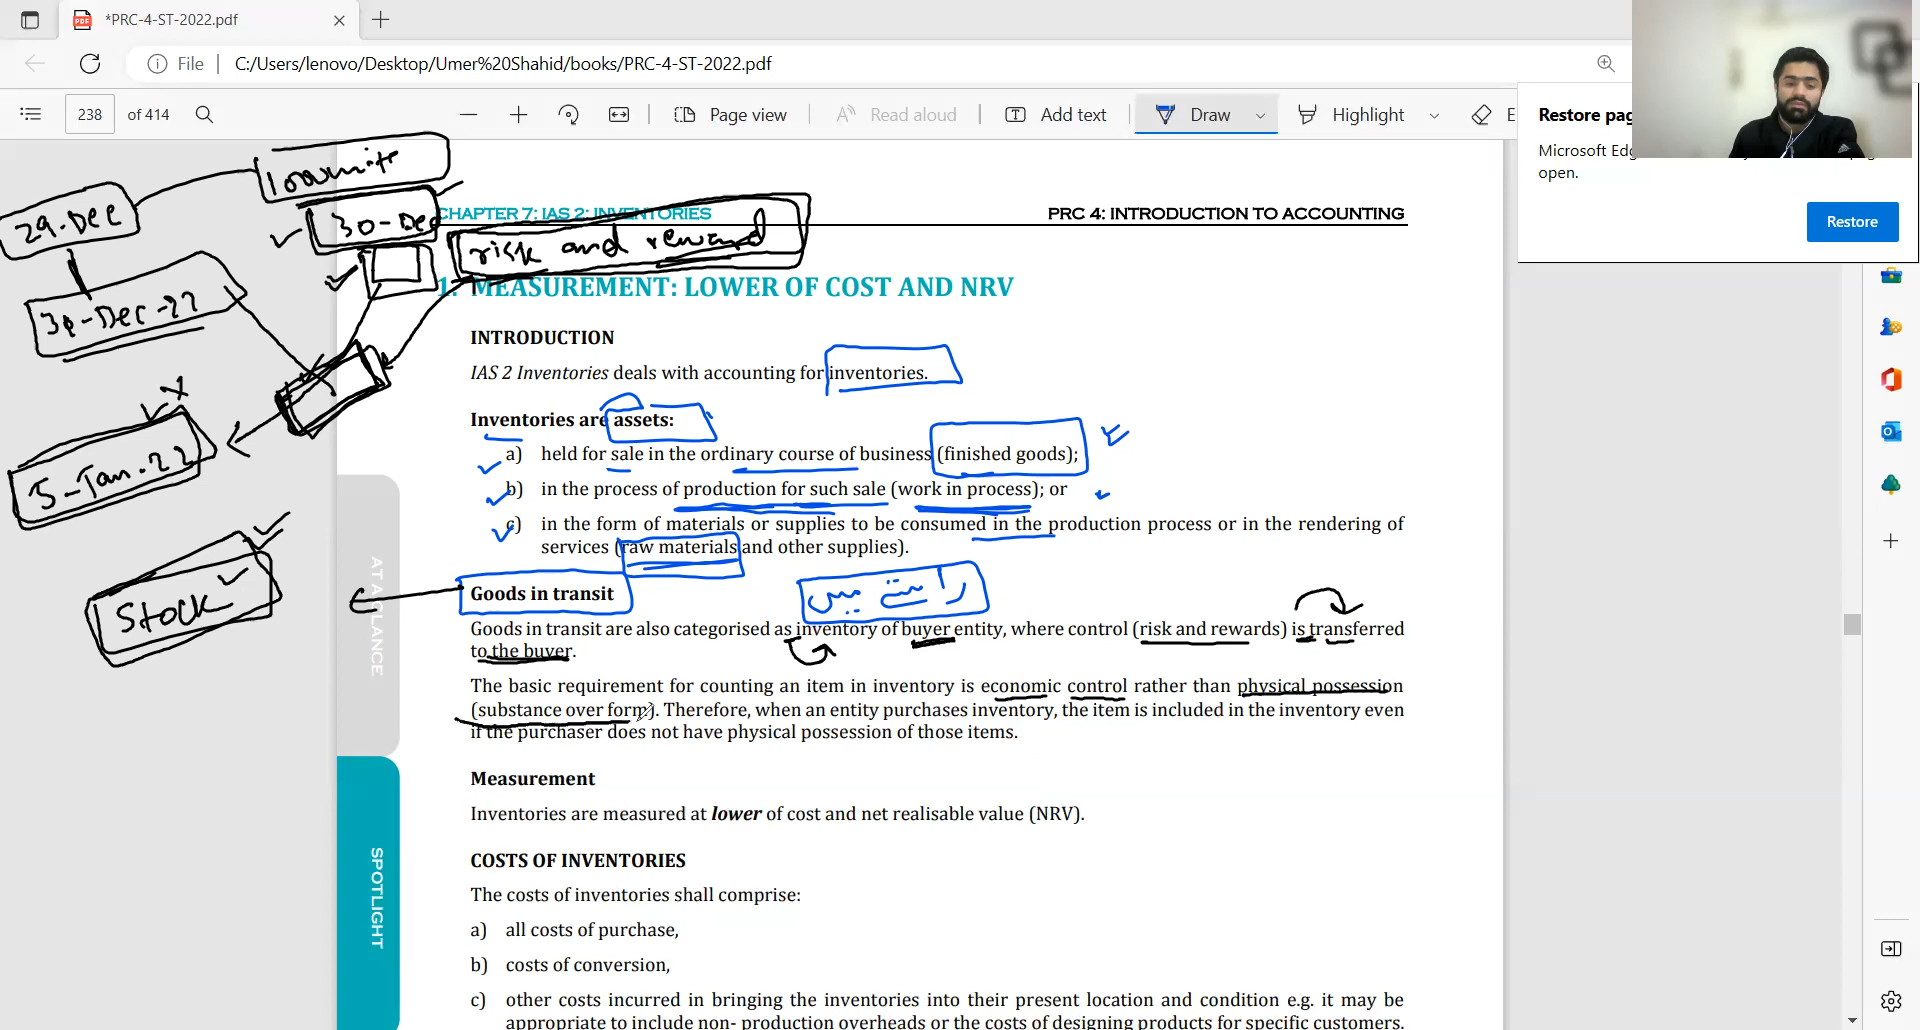 *PRC-4-ST-2022.pdf
File
C:/Users/lenovo/Desktop/Umer%20Shahid/books/PRC-4-ST-2022.pdf
238 of 414
Page view
Read aloud
Add text
Draw
Highlight
E
Restore pag
Microsoft Edg
open.
Restore
29-Dec
30-Dec
risk and reward
5-Jan-22
Stock
CHAPTER 7: IAS 2: INVENTORIES
PRC 4: INTRODUCTION TO ACCOUNTING
1. MEASUREMENT: LOWER OF COST AND NRV
INTRODUCTION
IAS 2 Inventories deals with accounting for inventories.
Inventories are assets:
a) held for sale in the ordinary course of business (finished goods);
b) in the process of production for such sale (work in process); or
c) in the form of materials or supplies to be consumed in the production process or in the rendering of
services (raw materials and other supplies).
Goods in transit
Goods in transit are also categorised as inventory of buyer entity, where control (risk and rewards) is transferred
to the buyer.
The basic requirement for counting an item in inventory is economic control rather than physical possession
(substance over form). Therefore, when an entity purchases inventory, the item is included in the inventory even
if the purchaser does not have physical possession of those items.
Measurement
Inventories are measured at lower of cost and net realisable value (NRV).
COSTS OF INVENTORIES
The costs of inventories shall comprise:
a) all costs of purchase,
b) costs of conversion,
c) other costs incurred in bringing the inventories into their present location and condition e.g. it may be
appropriate to include non- production overheads or the costs of designing products for specific customers.
AT A GLANCE
SPOTLIGHT